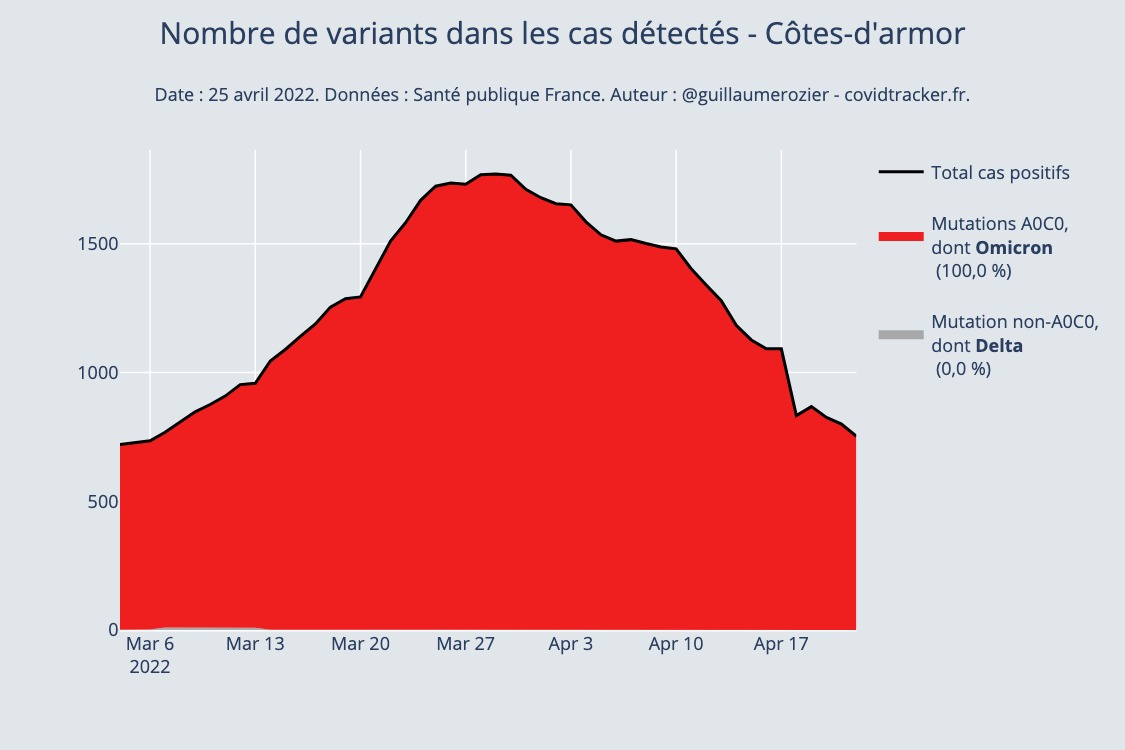 Nombre de variants dans les cas détectés - Côtes-d'armor
Date : 25 avril 2022. Données : Santé publique France. Auteur : @guillaumerozier - covidtracker.fr.
Total cas positifs
Mutations A0C0,
dont Omicron
(100,0 %)
Mutation non-A0C0,
dont Delta
(0,0 %)
1500
1000
500
0
Mar 6
2022
Mar 13
Mar 20
Mar 27
Apr 3
Apr 10
Apr 17